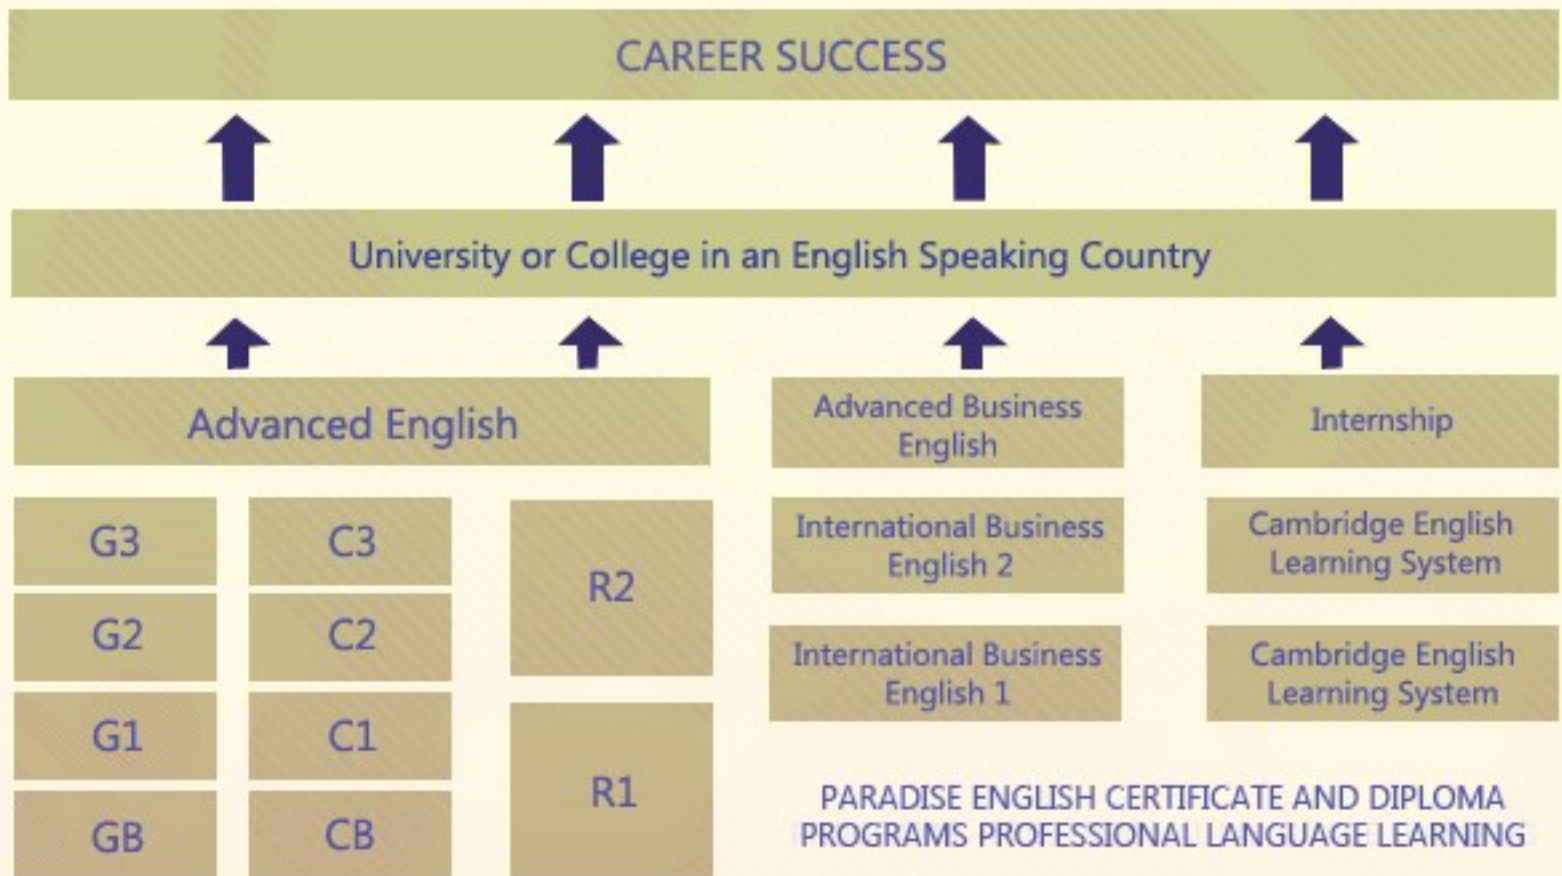 CAREER SUCCESS
University or College in an English Speaking Country
Advanced English
Advanced Business
English
Internship
G3
C3
R2
International Business
English 2
Cambridge English
Learning System
G2
C2
International Business
English 1
Cambridge English
Learning System
G1
C1
R1
GB
CB
PARADISE ENGLISH CERTIFICATE AND DIPLOMA
PROGRAMS PROFESSIONAL LANGUAGE LEARNING